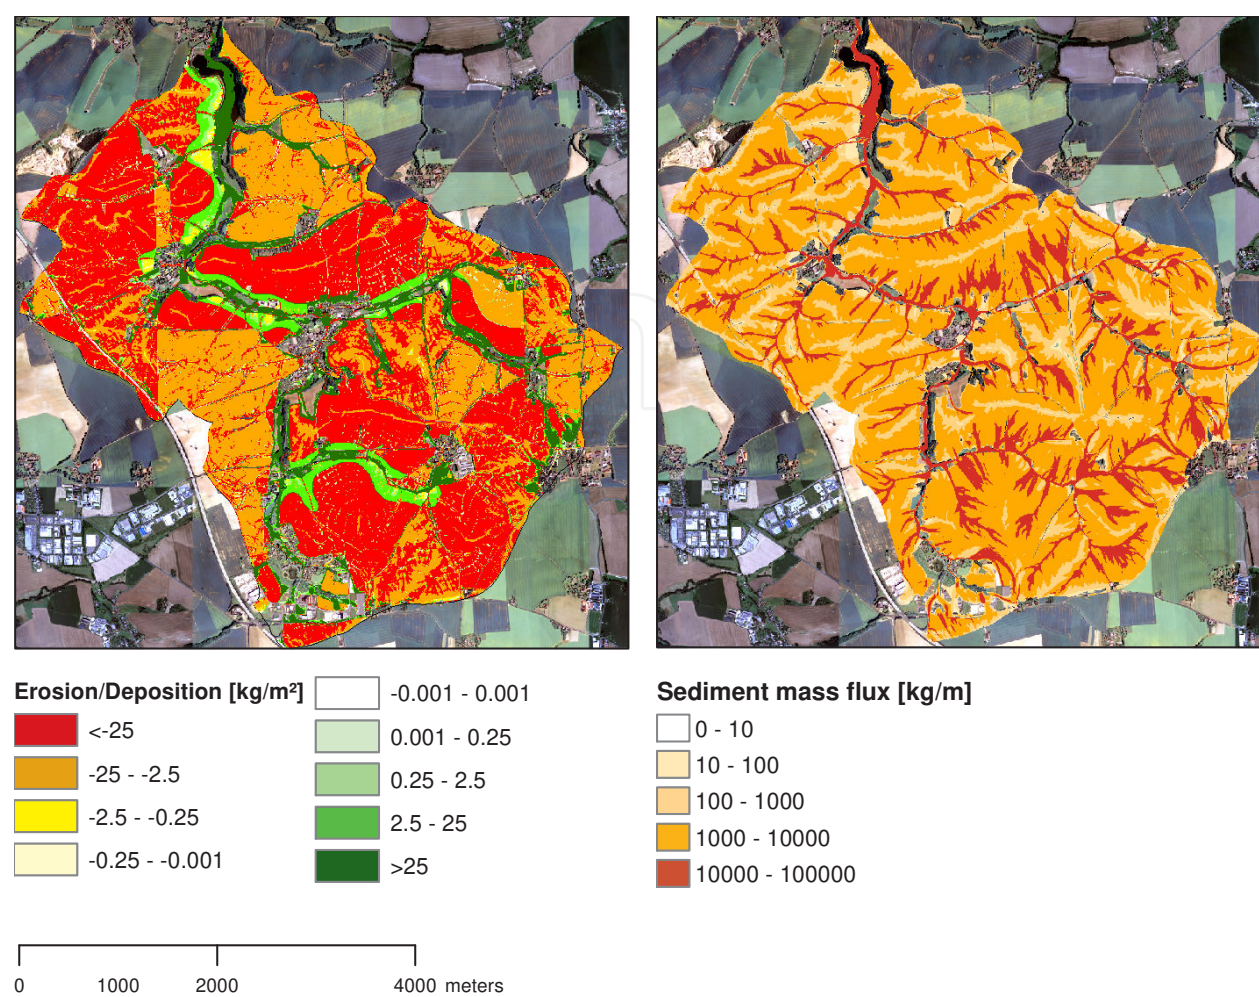 Erosion/Deposition [kg/m²]
<-25
-25 - -2.5
-2.5 - -0.25
-0.25 - -0.001
-0.001 - 0.001
0.001 - 0.25
0.25 - 2.5
2.5 - 25
>25
Sediment mass flux [kg/m]
0 - 10
10 - 100
100 - 1000
1000 - 10000
10000 - 100000
0 1000 2000 4000 meters